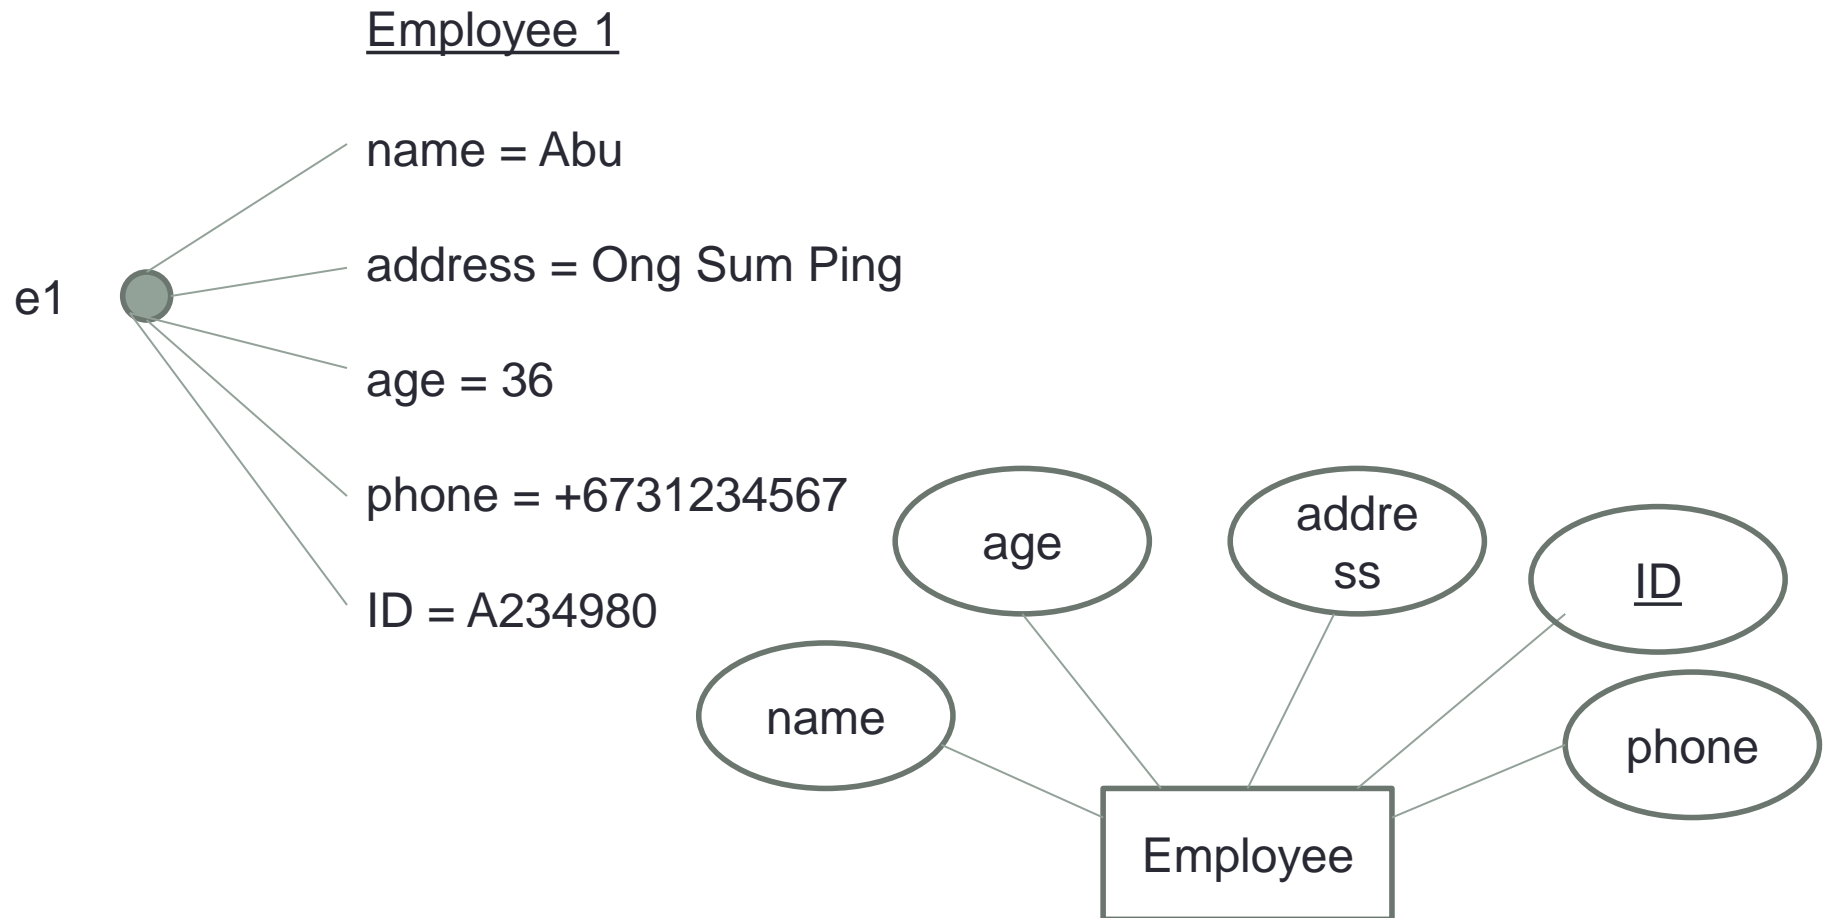 Employee 1
name = Abu
address = Ong Sum Ping
e1
age = 36
phone = +6731234567
ID = A234980
age
addre
ss
ID
name
phone
Employee